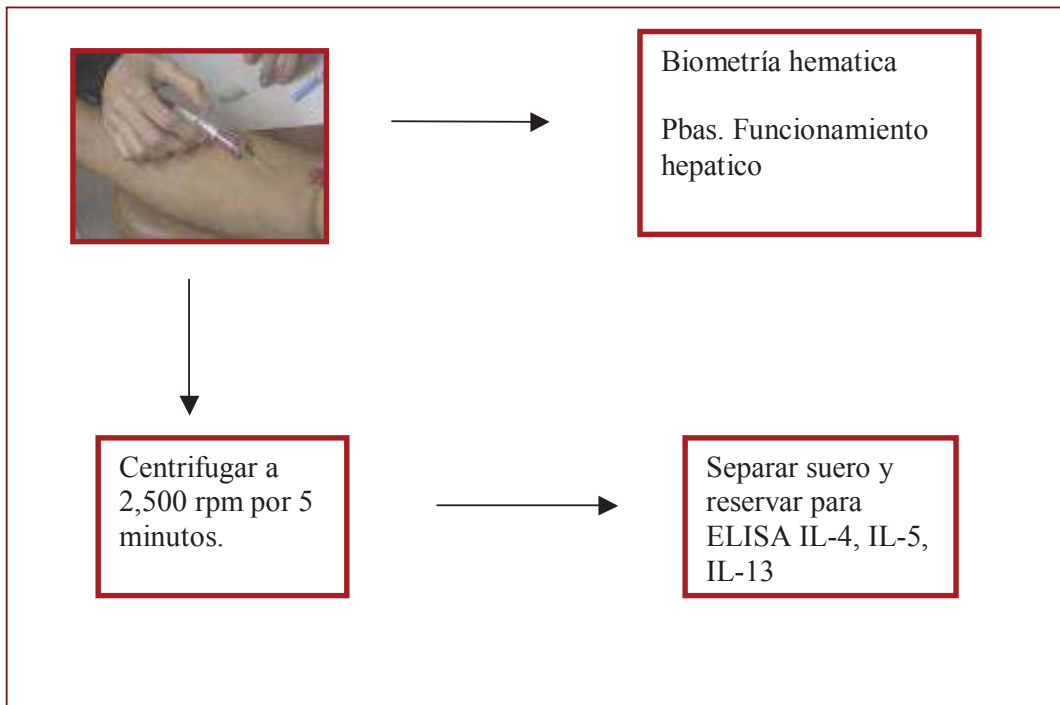 Biometría hematica
Pbas. Funcionamiento
hepatico
Centrifugar a
2,500 rpm por 5
minutos.
Separar suero y
reservar para
ELISA IL-4, IL-5,
IL-13